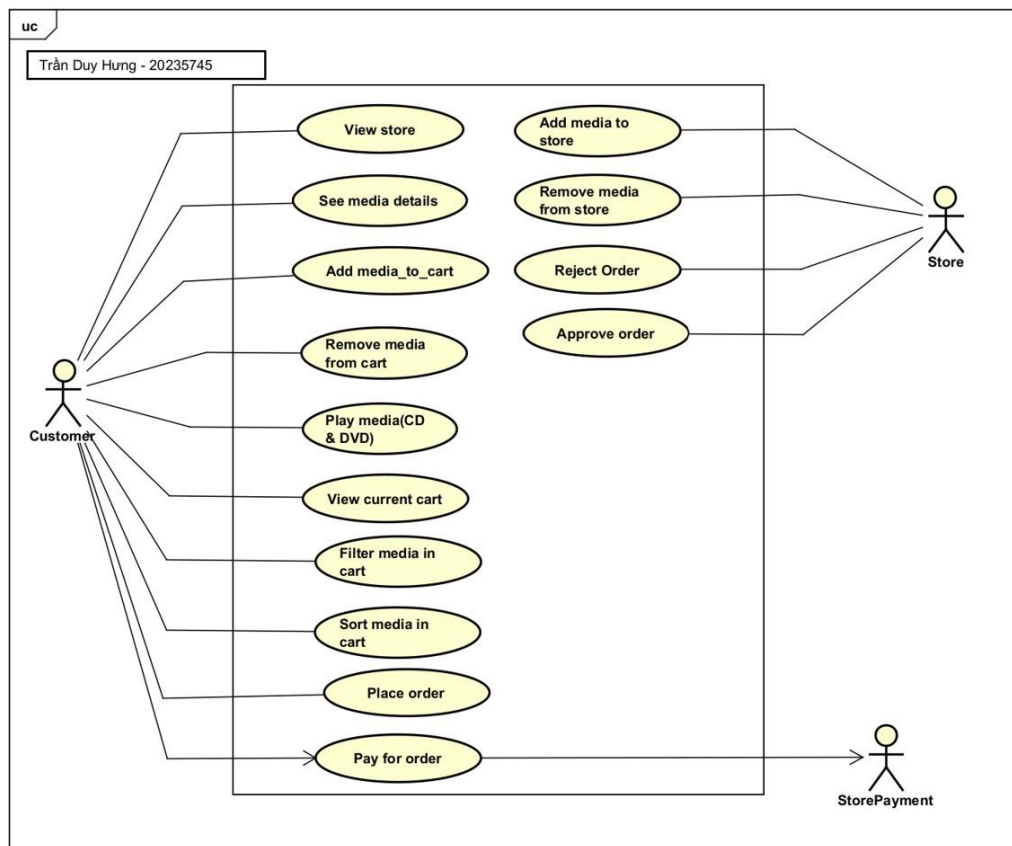 uc
Trần Duy Hưng - 20235745
View store
See media details
Add media_to_cart
Remove media
from cart
Play media(CD
& DVD)
View current cart
Filter media in
cart
Sort media in
cart
Place order
Pay for order
Add media to
store
Remove media
from store
Reject Order
Approve order
Customer
Store
StorePayment